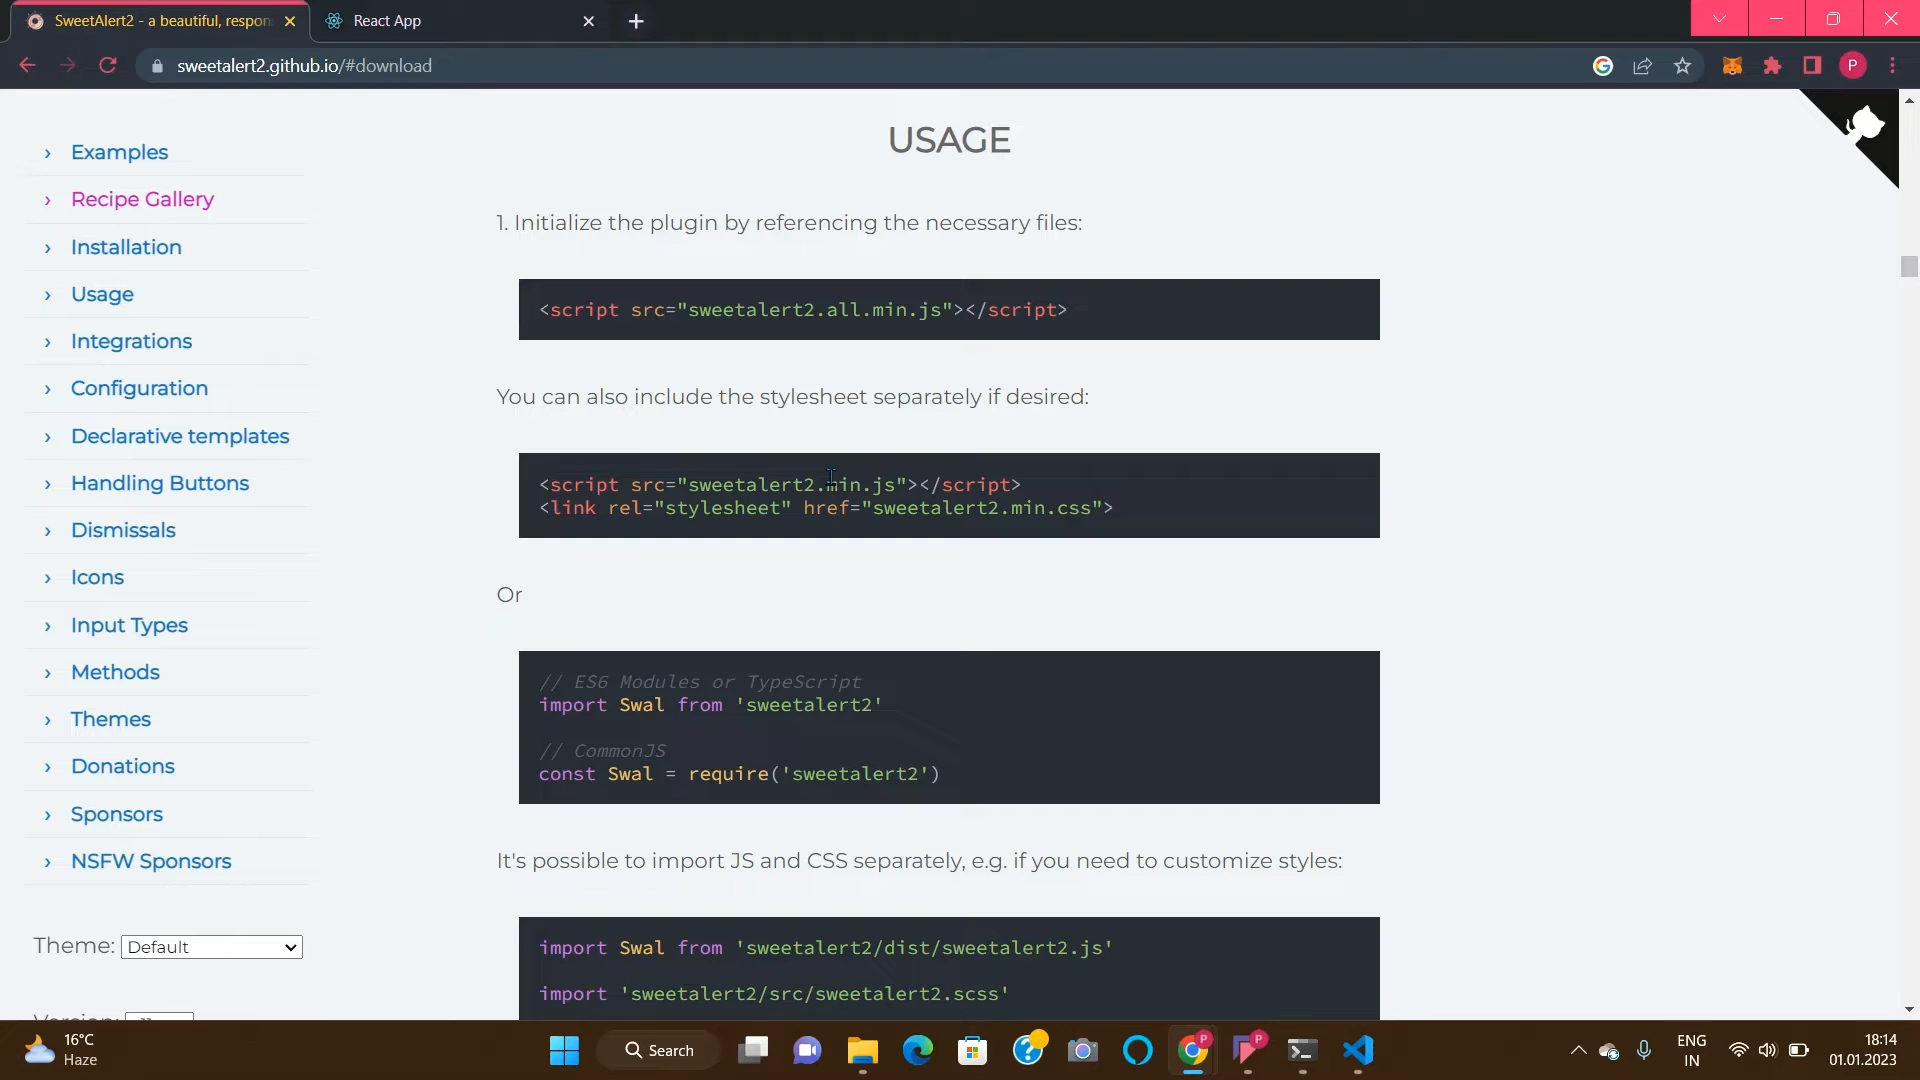 SweetAlert2 - a beautiful, respon
React App
sweetalert2.github.io/#download
P
› Examples
› Recipe Gallery
› Installation
› Usage
› Integrations
› Configuration
› Declarative templates
› Handling Buttons
› Dismissals
› Icons
› Input Types
› Methods
› Themes
› Donations
› Sponsors
› NSFW Sponsors
Theme: Default
USAGE
1. Initialize the plugin by referencing the necessary files:
<script src="sweetalert2.all.min.js"></script>
You can also include the stylesheet separately if desired:
<script src="sweetalert2.min.js"></script>
<link rel="stylesheet" href="sweetalert2.min.css">
Or
// ES6 Modules or TypeScript
import Swal from 'sweetalert2'
// CommonJS
const Swal = require('sweetalert2')
It's possible to import JS and CSS separately, e.g. if you need to customize styles:
import Swal from 'sweetalert2/dist/sweetalert2.js'
import 'sweetalert2/src/sweetalert2.scss'
16°C
Haze
Search
P
P
ENG
IN
18:14
01.01.2023